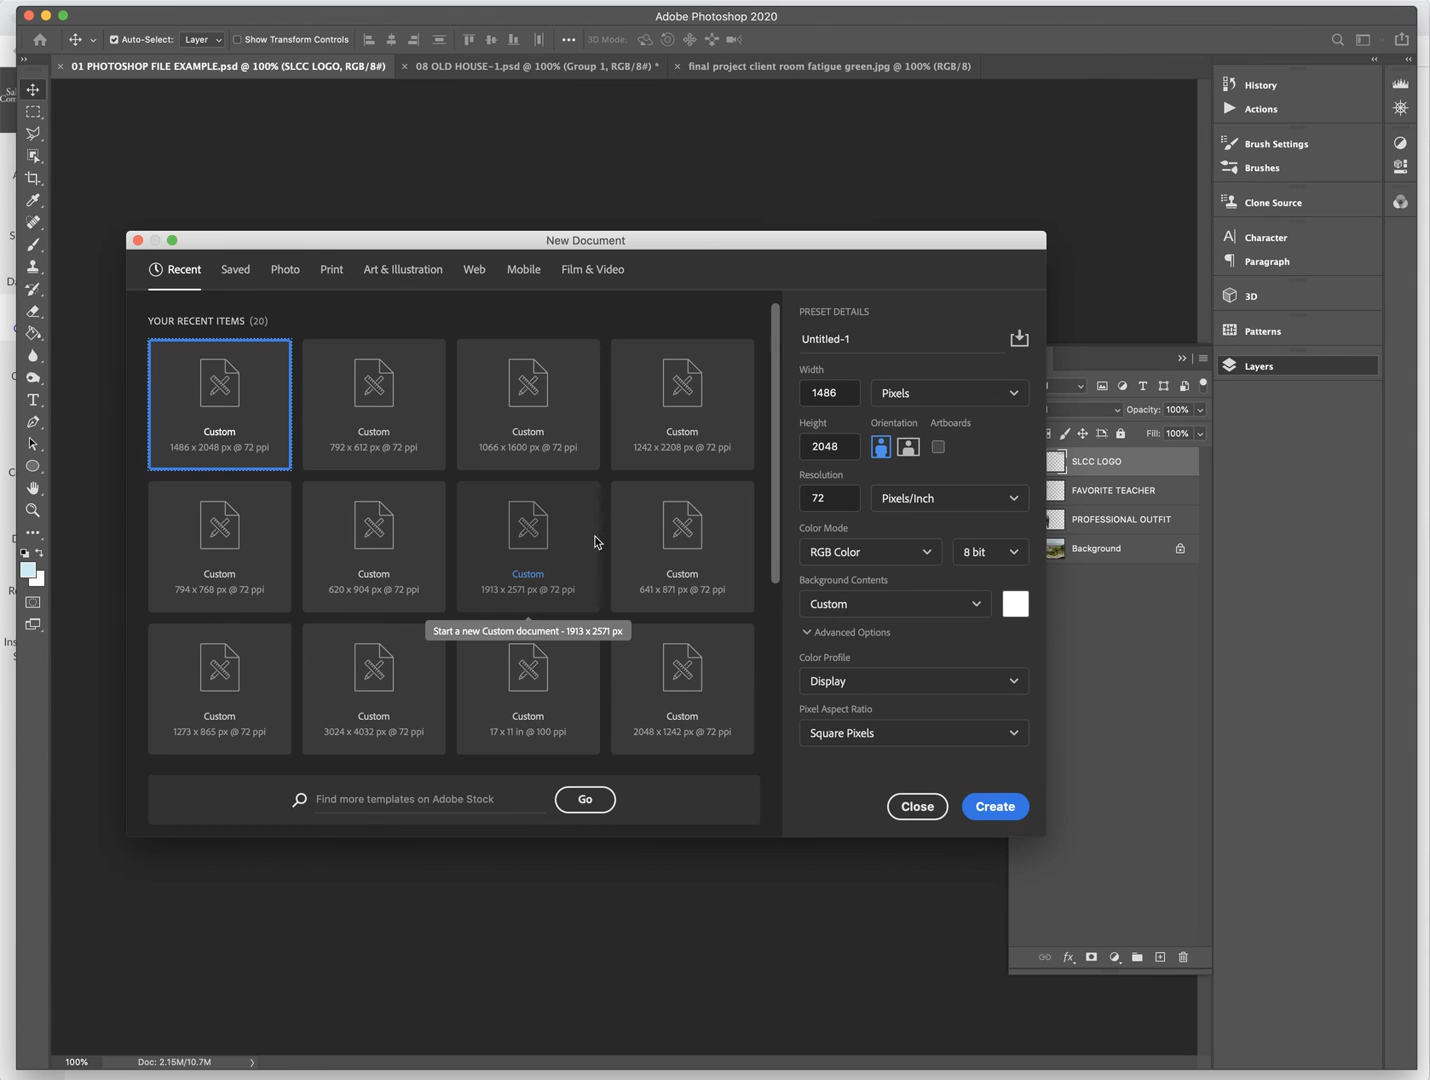 Adobe Photoshop 2020
Auto-Select: Layer Show Transform Controls 3D Mode:
01 PHOTOSHOP FILE EXAMPLE.psd @ 100% (SLCC LOGO, RGB/8#) 08 OLD HOUSE-1.psd @ 100% (Group 1, RGB/8#) * final project client room fatigue green.jpg @ 100% (RGB/8)
History
Actions
Brush Settings
Brushes
Clone Source
Character
Paragraph
3D
Patterns
Layers
New Document
Recent Saved Photo Print Art & Illustration Web Mobile Film & Video
YOUR RECENT ITEMS (20)
Custom Custom Custom Custom
1486 x 2048 px @ 72 ppi 792 x 612 px @ 72 ppi 1066 x 1600 px @ 72 ppi 1242 x 2208 px @ 72 ppi
Custom Custom Custom Custom
794 x 768 px @ 72 ppi 620 x 904 px @ 72 ppi 1913 x 2571 px @ 72 ppi 641 x 871 px @ 72 ppi
Start a new Custom document - 1913 x 2571 px
Custom Custom Custom Custom
1273 x 865 px @ 72 ppi 3024 x 4032 px @ 72 ppi 17 x 11 in @ 100 ppi 2048 x 1242 px @ 72 ppi
Find more templates on Adobe Stock Go
PRESET DETAILS
Untitled-1
Width
1486 Pixels
Height Orientation Artboards
2048
Resolution
72 Pixels/Inch
Color Mode
RGB Color 8 bit
Background Contents
Custom
Advanced Options
Color Profile
Display
Pixel Aspect Ratio
Square Pixels
Close Create
Opacity: 100%
Fill: 100%
SLCC LOGO
FAVORITE TEACHER
PROFESSIONAL OUTFIT
Background
fx
100% Doc: 2.15M/10.7M